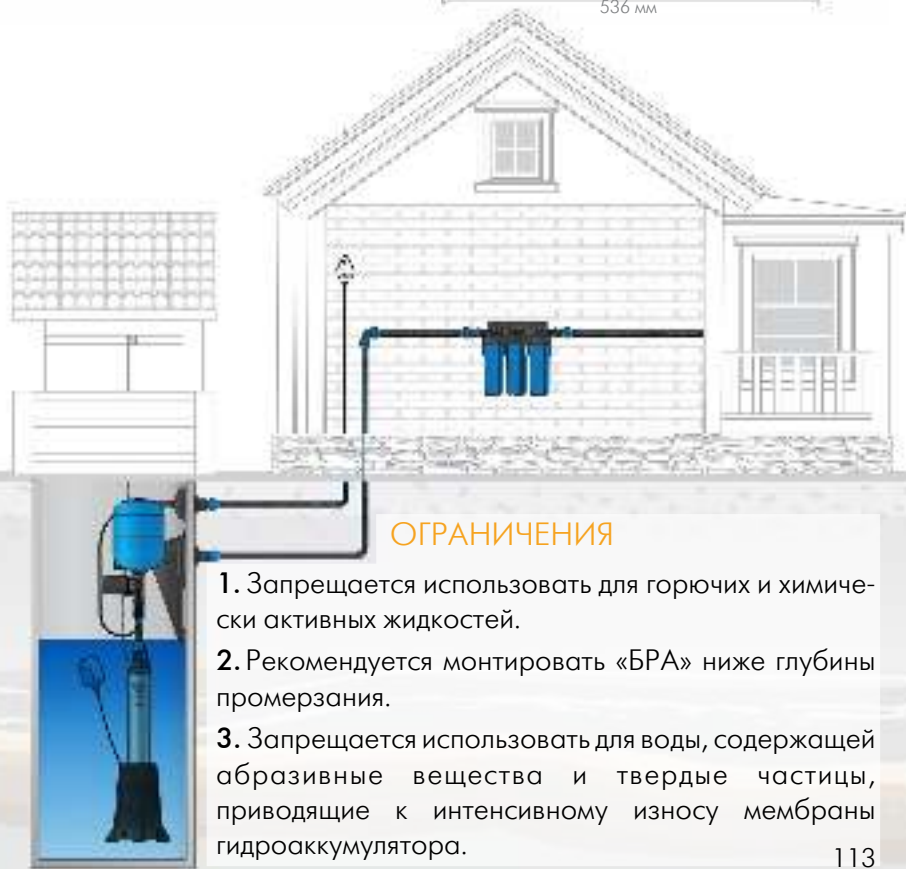 536 мм
ОГРАНИЧЕНИЯ
1. Запрещается использовать для горючих и химиче-
ски активных жидкостей.
2. Рекомендуется монтировать «БРА» ниже глубины
промерзания.
3. Запрещается использовать для воды, содержащей
абразивные вещества и твердые частицы,
приводящие к интенсивному износу мембраны
гидроаккумулятора.
113